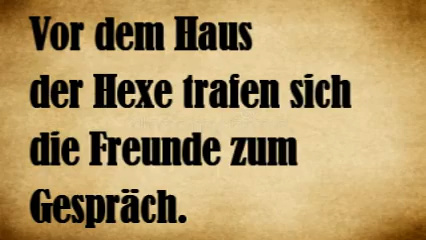 Vor dem Haus
der Hexe trafen sich
die Freunde zum
Gespräch.